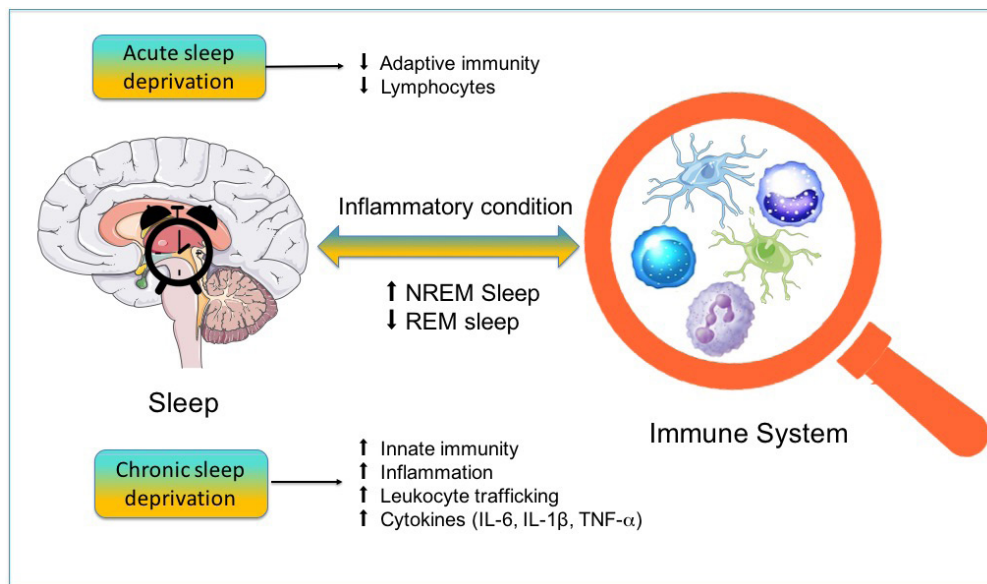 Acute sleep
deprivation
⬇ Adaptive immunity
⬇ Lymphocytes
Inflammatory condition
⬆ NREM Sleep
⬇ REM sleep
Sleep
Immune System
Chronic sleep
deprivation
⬆ Innate immunity
⬆ Inflammation
⬆ Leukocyte trafficking
⬆ Cytokines (IL-6, IL-1β, TNF-α)